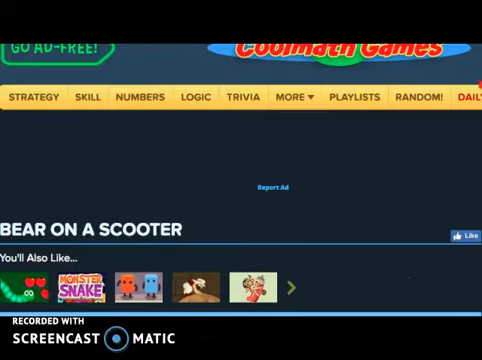 GO AD-FREE!
Coolmath Games
STRATEGY SKILL NUMBERS LOGIC TRIVIA MORE PLAYLISTS RANDOM! DAILY
Report Ad
BEAR ON A SCOOTER
Like
You'll Also Like...
MONSTER
SNAKE
RECORDED WITH
SCREENCAST MATIC